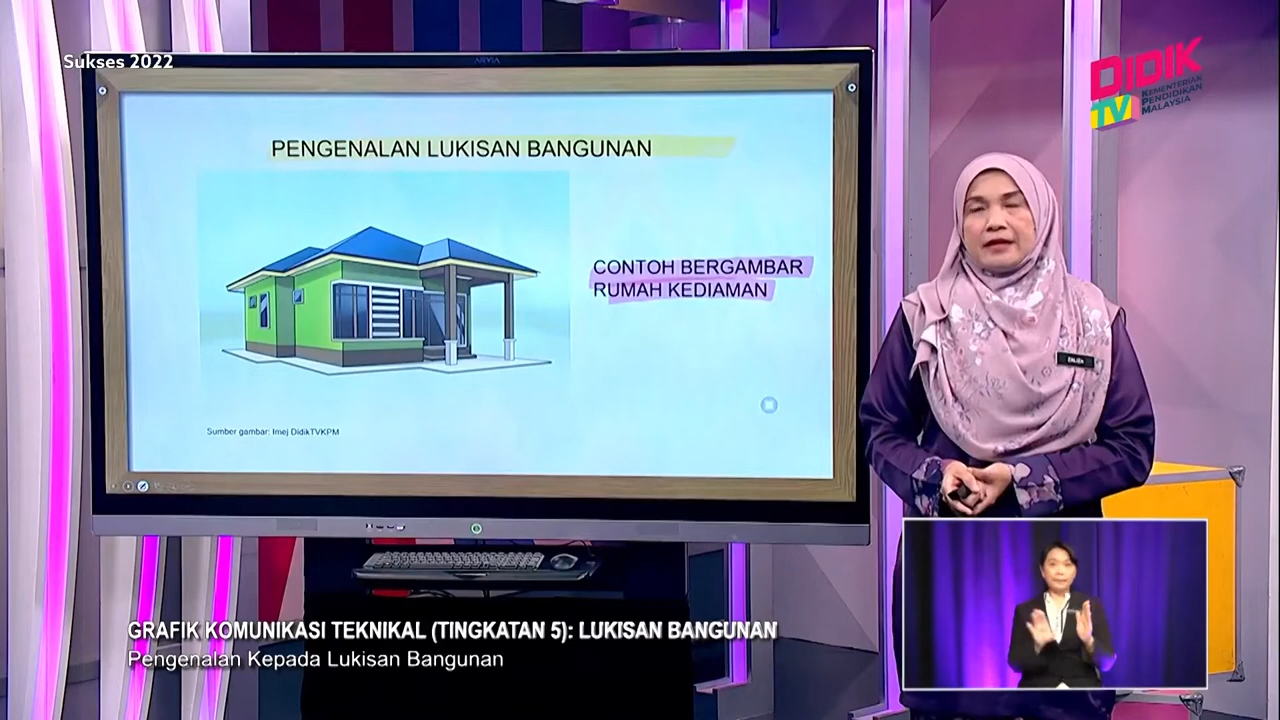 Sukses 2022
ARVIA
DIDIK
TV
KEMENTERIAN
PENDIDIKAN
MALAYSIA
PENGENALAN LUKISAN BANGUNAN
CONTOH BERGAMBAR
RUMAH KEDIAMAN
Sumber gambar: Imej DidikTVKPM
GRAFIK KOMUNIKASI TEKNIKAL (TINGKATAN 5): LUKISAN BANGUNAN
Pengenalan Kepada Lukisan Bangunan